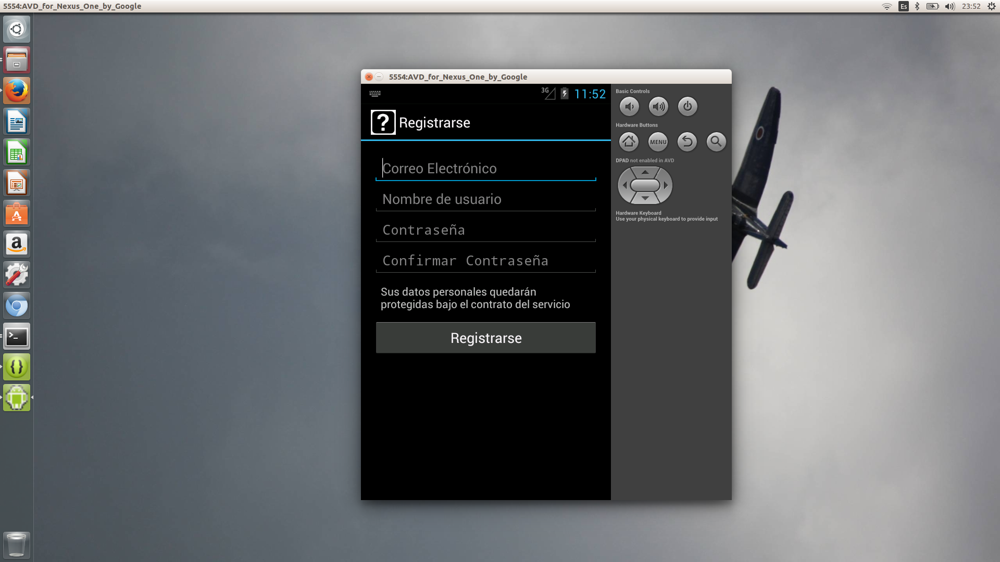 5554:AVD_for_Nexus_One_by_Google
Es
23:52
5554:AVD_for_Nexus_One_by_Google
3G
11:52
Registrarse
Correo Electrónico
Nombre de usuario
Contraseña
Confirmar Contraseña
Sus datos personales quedarán
protegidas bajo el contrato del servicio
Registrarse
Basic Controls
Hardware Buttons
MENU
DPAD not enabled in AVD
Hardware Keyboard
Use your physical keyboard to provide input